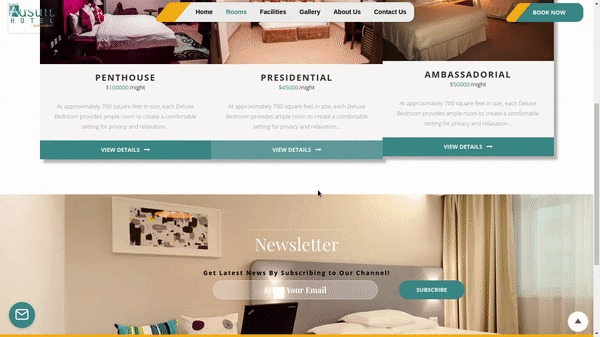 HOTEL
Home
Rooms
Facilities
Gallery
About Us
Contact Us
BOOK NOW
PENTHOUSE
$100000 /night
At approximately 700 square feet in size, each Deluxe
Bedroom provides ample room to create a comfortable
setting for privacy and relaxation...
VIEW DETAILS
PRESIDENTIAL
$45000 /night
At approximately 700 square feet in size, each Deluxe
Bedroom provides ample room to create a comfortable
setting for privacy and relaxation...
VIEW DETAILS
AMBASSADORIAL
$50000 /night
At approximately 700 square feet in size, each Deluxe
Bedroom provides ample room to create a comfortable
setting for privacy and relaxation...
VIEW DETAILS
Newsletter
Get Latest News By Subscribing to Our Channel!
Enter Your Email
SUBSCRIBE